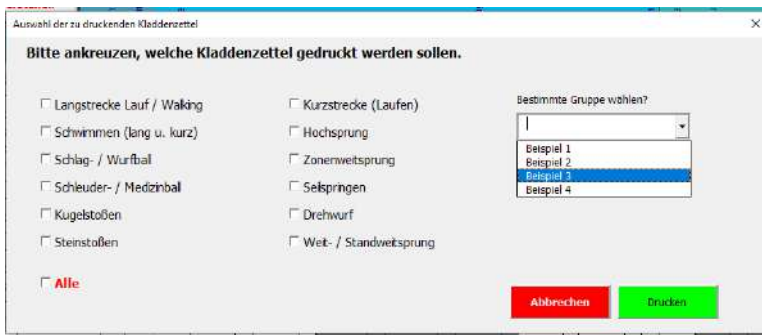 Auswahl der zu druckenden Kladdenzettel
Bitte ankreuzen, welche Kladdenzettel gedruckt werden sollen.
Langstrecke Lauf / Walking
Schwimmen (lang u. kurz)
Schlag- / Wurfball
Schleuder- / Medizinball
Kugelstoßen
Steinstoßen
Alle
Kurzstrecke (Laufen)
Hochsprung
Zonenweitsprung
Seilspringen
Drehwurf
Weit- / Standweitsprung
Bestimmte Gruppe wählen?
Beispiel 1
Beispiel 2
Beispiel 3
Beispiel 4
Abbrechen
Drucken